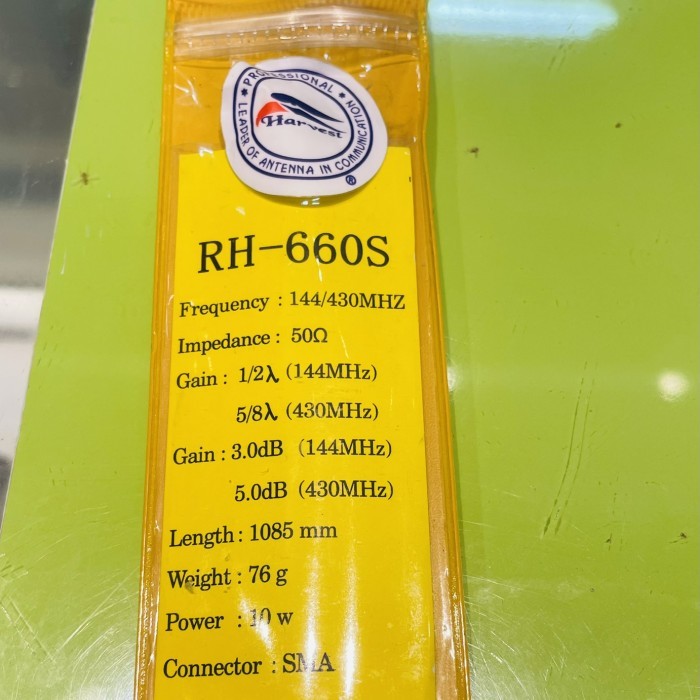 PROFESSIONAL
Harvest
LEADER OF ANTENNA IN COMMUNICATION
®
RH-660S
Frequency : 144/430MHZ
Impedance : 50Ω
Gain : 1/2λ (144MHz)
5/8λ (430MHz)
Gain : 3.0dB (144MHz)
5.0dB (430MHz)
Length : 1085 mm
Weight : 76 g
Power : 10 w
Connector : SMA